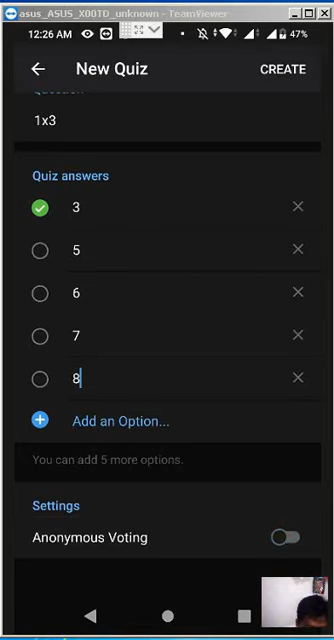 asus_ASUS_X00TD_unknown - TeamViewer
12:26 AM
47%
New Quiz
CREATE
Question
1x3
Quiz answers
3
5
6
7
8
Add an Option...
You can add 5 more options.
Settings
Anonymous Voting